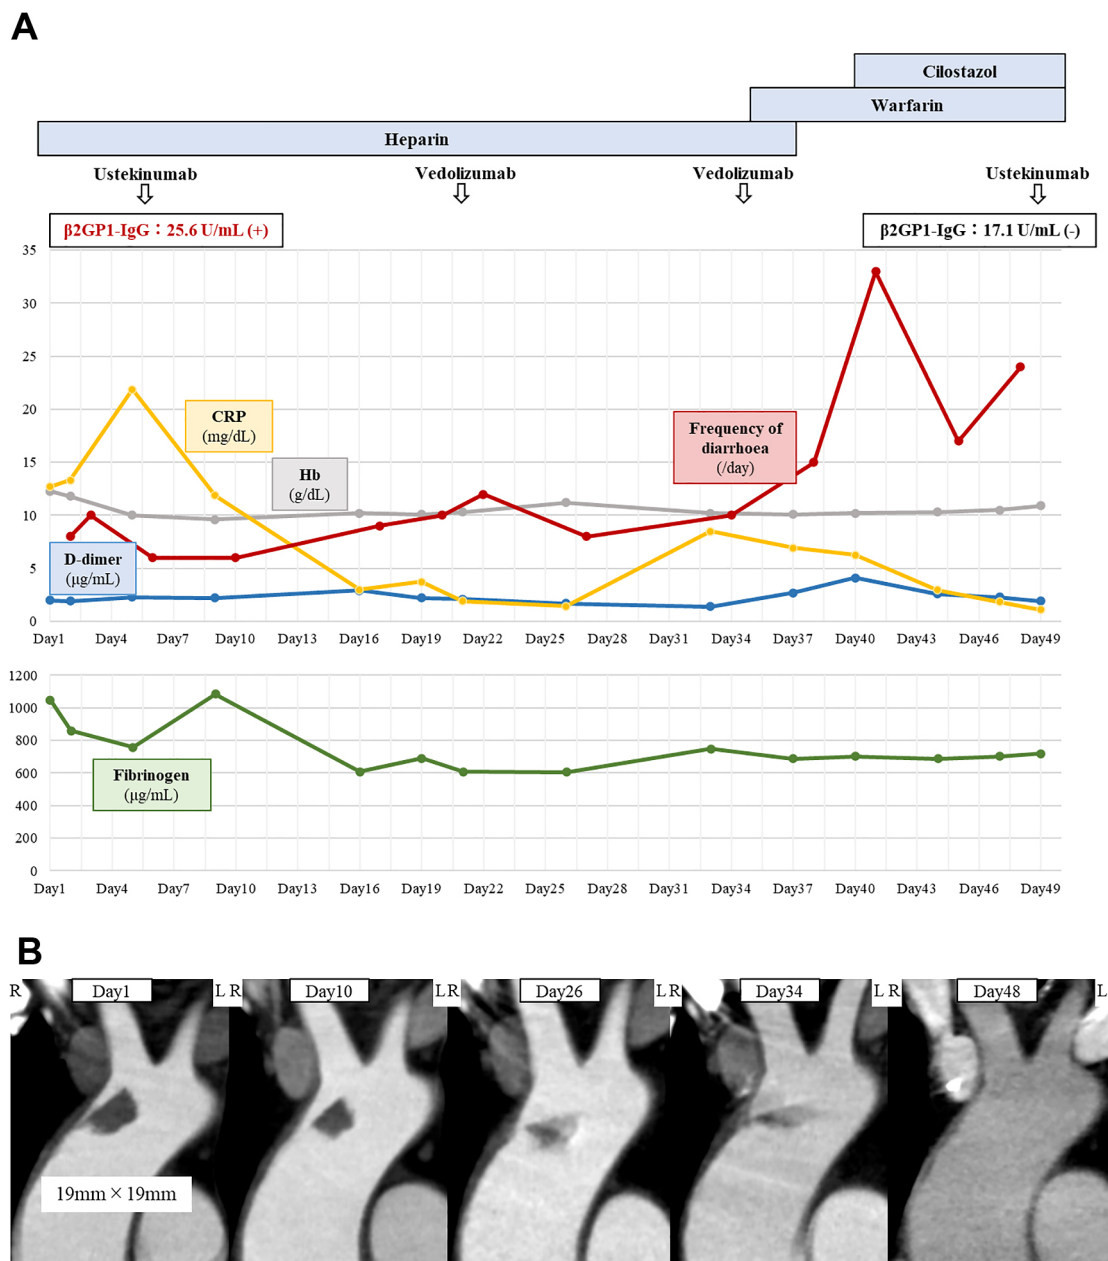 A
Cilostazol
Warfarin
Heparin
Ustekinumab
Vedolizumab
Vedolizumab
Ustekinumab
β2GP1-IgG：25.6 U/mL (+)
β2GP1-IgG：17.1 U/mL (-)
35
30
25
20
15
10
5
0
CRP
(mg/dL)
Hb
(g/dL)
Frequency of
diarrhoea
(/day)
D-dimer
(μg/mL)
Day1 Day4 Day7 Day10 Day13 Day16 Day19 Day22 Day25 Day28 Day31 Day34 Day37 Day40 Day43 Day46 Day49
1200
1000
800
600
400
200
0
Fibrinogen
(μg/mL)
Day1 Day4 Day7 Day10 Day13 Day16 Day19 Day22 Day25 Day28 Day31 Day34 Day37 Day40 Day43 Day46 Day49
B
R Day1 L R Day10 L R Day26 L R Day34 L R Day48 L
19mm×19mm